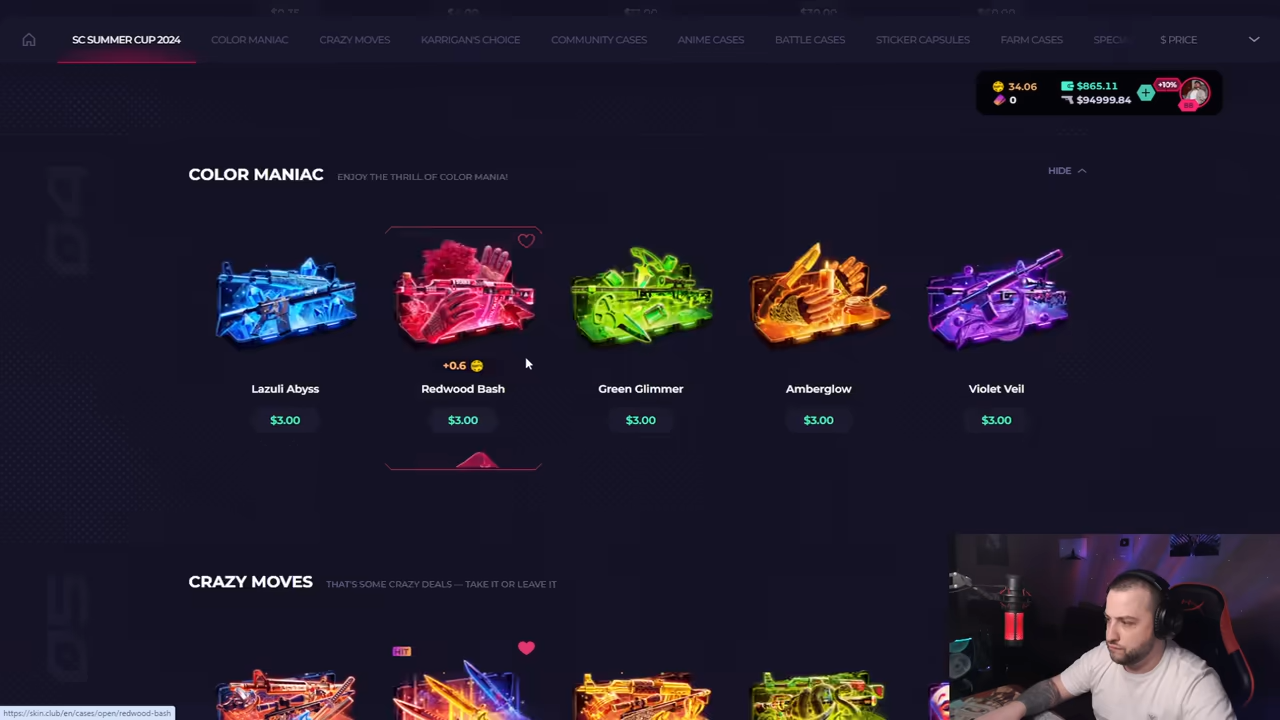 SC SUMMER CUP 2024 COLOR MANIAC CRAZY MOVES KARRIGAN'S CHOICE COMMUNITY CASES ANIME CASES BATTLE CASES STICKER CAPSULES FARM CASES $ PRICE
34.06 $865.11 +10%
0 $94999.84
COLOR MANIAC ENJOY THE THRILL OF COLOR MANIA! HIDE
+0.6
Lazuli Abyss Redwood Bash Green Glimmer Amberglow Violet Veil
$3.00 $3.00 $3.00 $3.00 $3.00
CRAZY MOVES THAT'S SOME CRAZY DEALS — TAKE IT OR LEAVE IT
HIT
https://skin.club/en/cases/open/redwood-bash